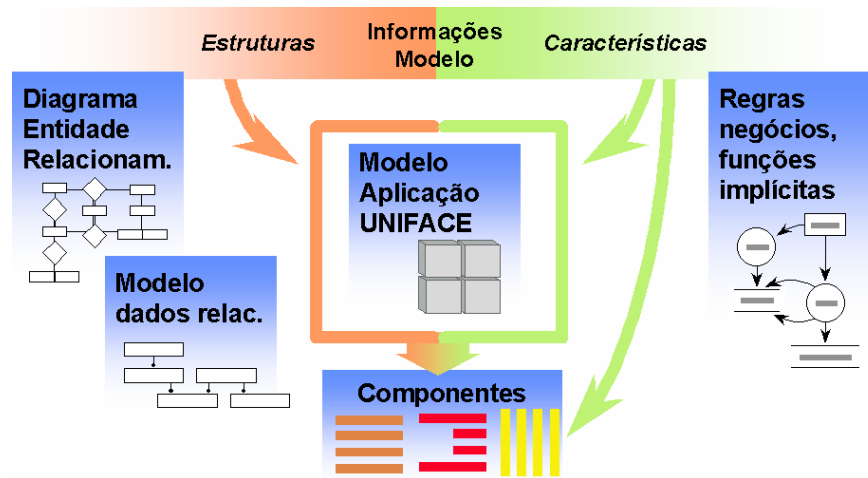 Estruturas
Informações
Modelo
Características
Diagrama
Entidade
Relacionam.
Modelo
dados relac.
Modelo
Aplicação
UNIFACE
Componentes
Regras
negócios,
funções
implícitas